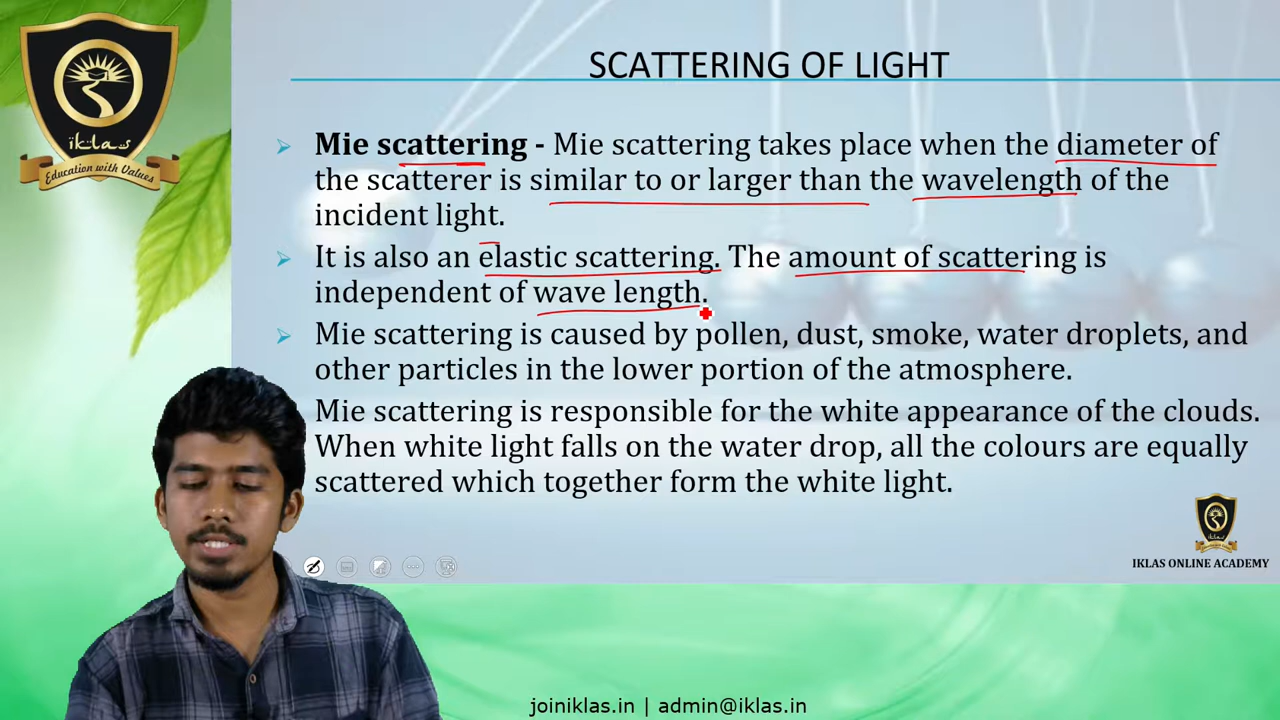 iklas
Education with Values
SCATTERING OF LIGHT
Mie scattering - Mie scattering takes place when the diameter of
the scatterer is similar to or larger than the wavelength of the
incident light.
It is also an elastic scattering. The amount of scattering is
independent of wave length.
Mie scattering is caused by pollen, dust, smoke, water droplets, and
other particles in the lower portion of the atmosphere.
Mie scattering is responsible for the white appearance of the clouds.
When white light falls on the water drop, all the colours are equally
scattered which together form the white light.
IKLAS ONLINE ACADEMY
joiniklas.in | admin@iklas.in